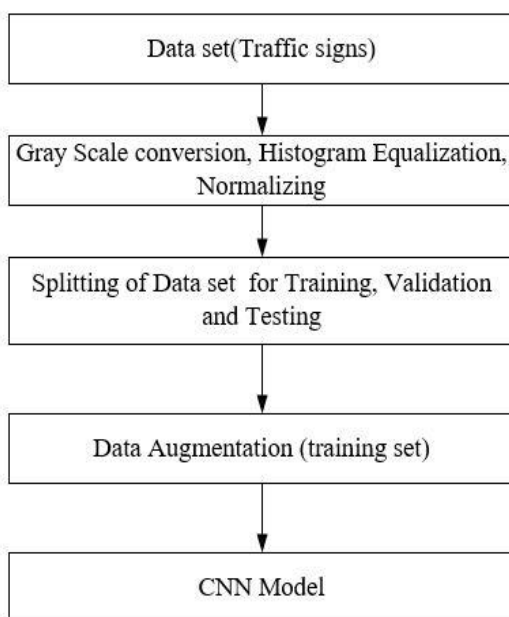 Data set(Traffic signs)
Gray Scale conversion, Histogram Equalization,
Normalizing
Splitting of Data set for Training, Validation
and Testing
Data Augmentation (training set)
CNN Model